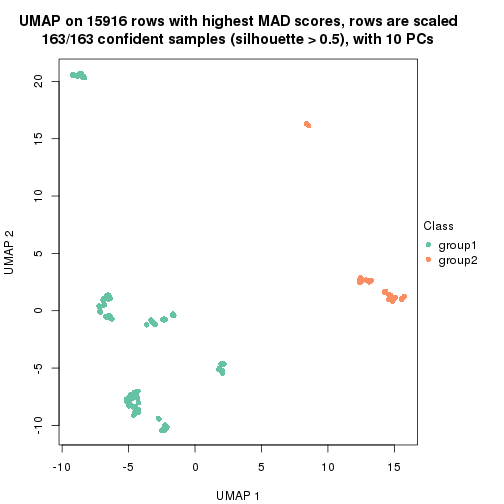 UMAP on 15916 rows with highest MAD scores, rows are scaled
163/163 confident samples (silhouette > 0.5), with 10 PCs
20
15
10
5
0
-5
-10
UMAP 2
-10
-5
0
5
10
15
UMAP 1
Class
group1
group2